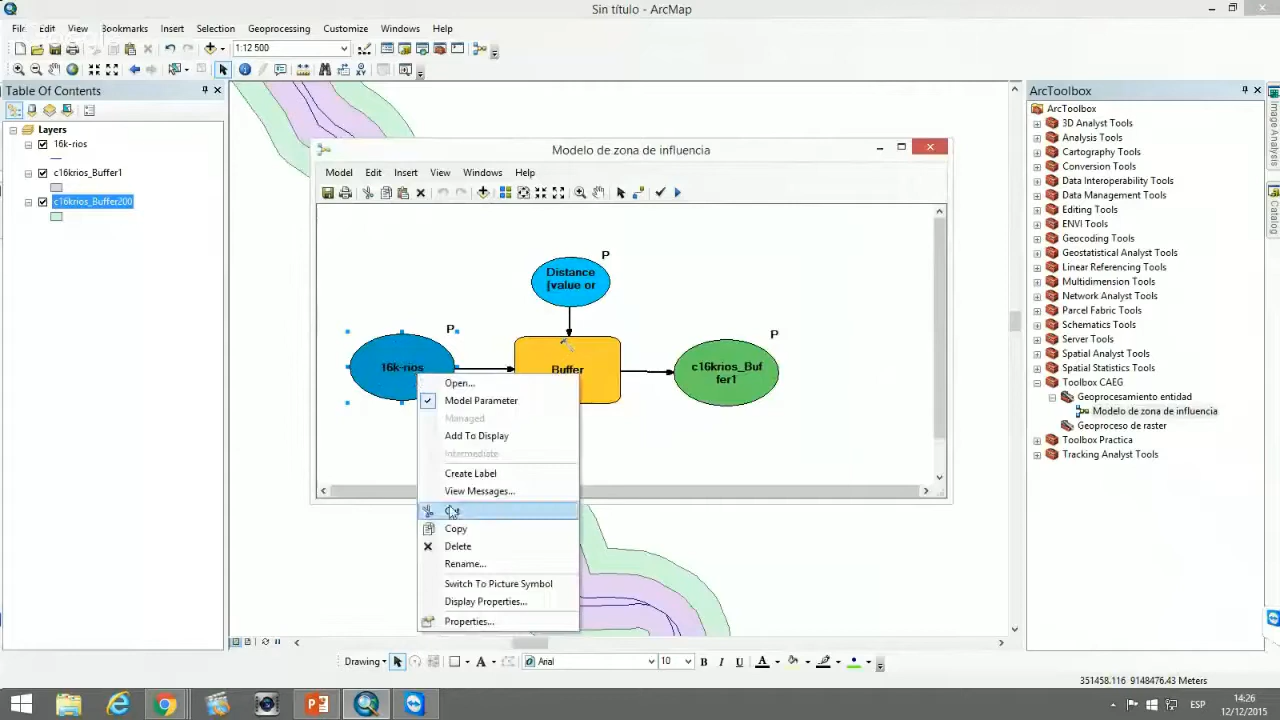 Sin título - ArcMap
File Edit View Bookmarks Insert Selection Geoprocessing Customize Windows Help
1:12 500
Table Of Contents
Layers
16k-rios
c16krios_Buffer1
c16krios_Buffer200
Modelo de zona de influencia
Model Edit Insert View Windows Help
P
Distance
[value or
P
16k-rios
Buffer
P
c16krios_Buf
fer1
Open...
Model Parameter
Managed
Add To Display
Intermediate
Create Label
View Messages...
Copy
Delete
Rename...
Switch To Picture Symbol
Display Properties...
Properties...
ArcToolbox
ArcToolbox
3D Analyst Tools
Analysis Tools
Cartography Tools
Conversion Tools
Data Interoperability Tools
Data Management Tools
Editing Tools
ENVI Tools
Geocoding Tools
Geostatistical Analyst Tools
Linear Referencing Tools
Multidimension Tools
Network Analyst Tools
Parcel Fabric Tools
Schematics Tools
Server Tools
Spatial Analyst Tools
Spatial Statistics Tools
Toolbox CAEG
Geoprocesamiento entidad
Modelo de zona de influencia
Geoproceso de raster
Toolbox Practica
Tracking Analyst Tools
Image Analysis
Catalog
Drawing
A
Arial
10
B I U A
351458.116 9148476.43 Meters
ESP
14:26
12/12/2015